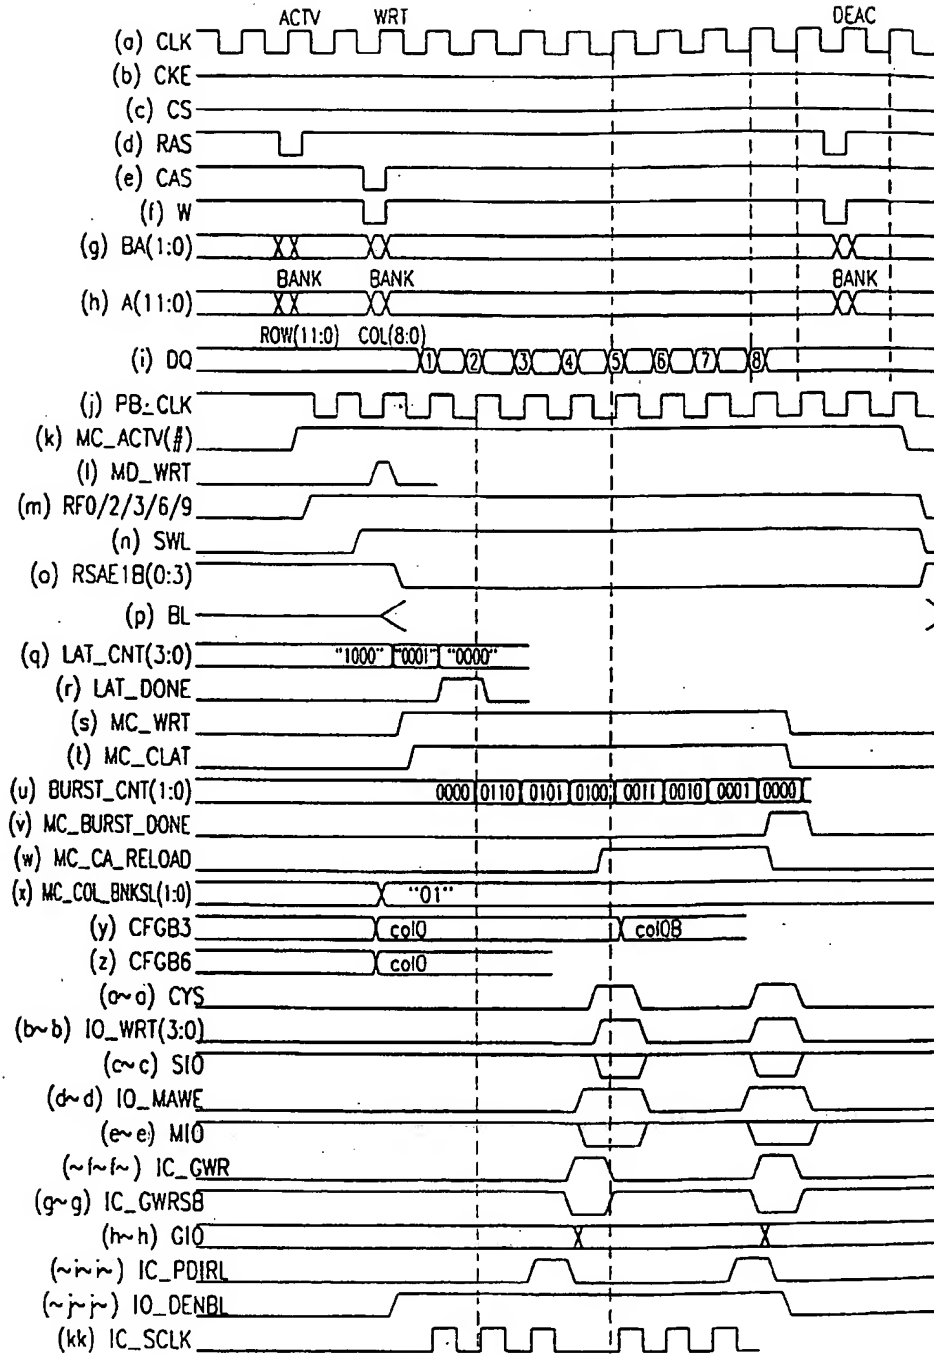 ACTV WRT DEAC
(a) CLK
(b) CKE
(c) CS
(d) RAS
(e) CAS
(f) W
(g) BA(1:0)
BANK BANK BANK
(h) A(11:0)
ROW(11:0) COL(8:0)
(i) DQ 1 2 3 4 5 6 7 8
(j) PB-CLK
(k) MC_ACTV(#)
(l) MD_WRT
(m) RF0/2/3/6/9
(n) SWL
(o) RSAE1B(0:3)
(p) BL
(q) LAT_CNT(3:0) "1000" "0001" "0000"
(r) LAT_DONE
(s) MC_WRT
(t) MC_CLAT
(u) BURST_CNT(1:0) 0000 0110 0101 0100 0011 0010 0001 0000
(v) MC_BURST_DONE
(w) MC_CA_RELOAD
(x) MC_COL_BNKSL(1:0) "01"
(y) CFGB3 col0 col0B
(z) CFGB6 col0
(a~a) CYS
(b~b) IO_WRT(3:0)
(c~c) SIO
(d~d) IO_MAWE
(e~e) MIO
(~f~f~) IC_GWR
(g~g) IC_GWRSB
(h~h) GIO
(~i~i~) IC_PDIRL
(~j~j~) IO_DENBL
(kk) IC_SCLK